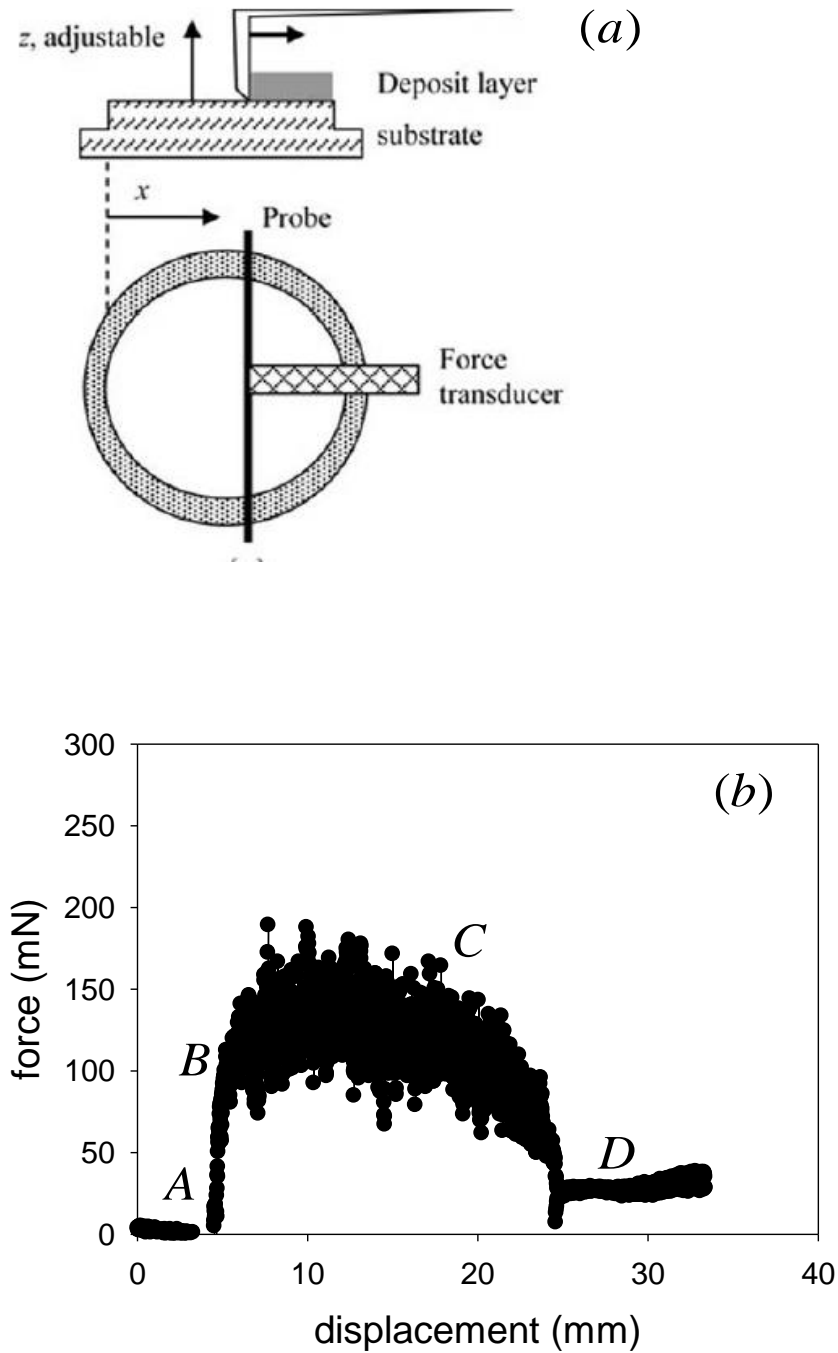 (a)
z, adjustable
Deposit layer
substrate
x
Probe
Force
transducer
(b)
300
250
200
150
100
50
0
force (mN)
A
B
C
D
0 10 20 30 40
displacement (mm)